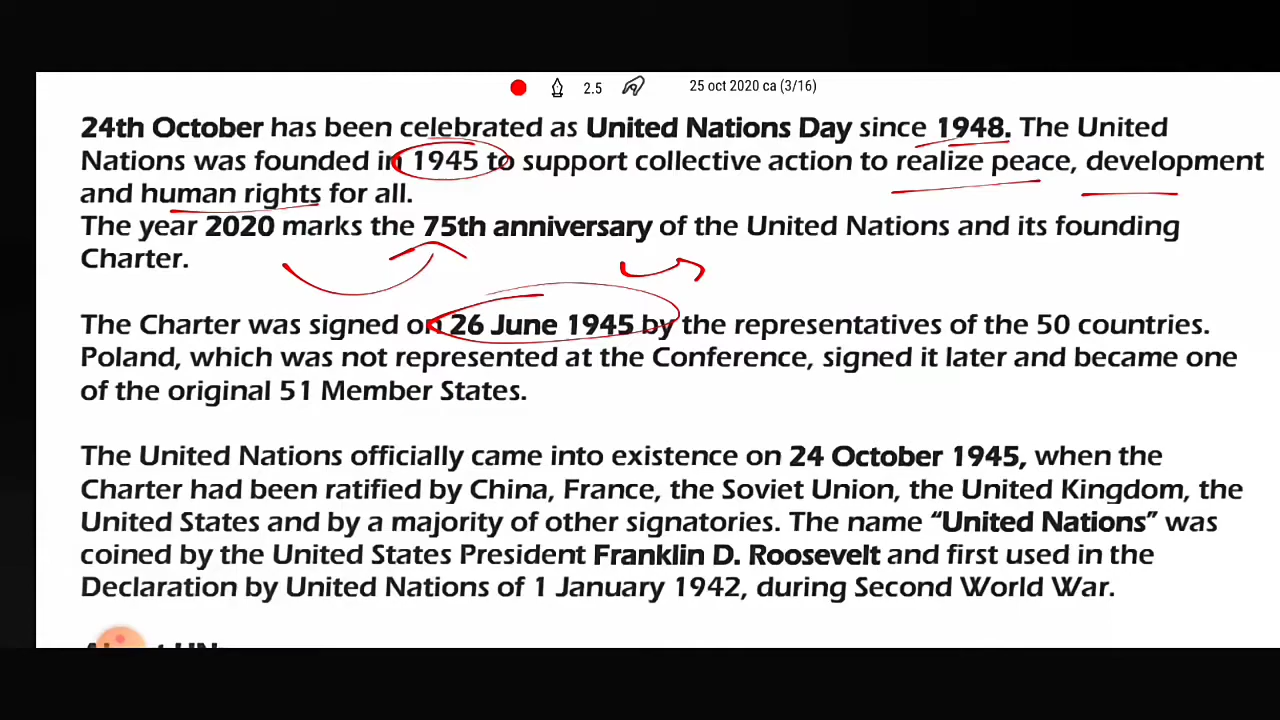 2.5
25 oct 2020 ca (3/16)
24th October has been celebrated as United Nations Day since 1948. The United
Nations was founded in 1945 to support collective action to realize peace, development
and human rights for all.
The year 2020 marks the 75th anniversary of the United Nations and its founding
Charter.
The Charter was signed on 26 June 1945 by the representatives of the 50 countries.
Poland, which was not represented at the Conference, signed it later and became one
of the original 51 Member States.
The United Nations officially came into existence on 24 October 1945, when the
Charter had been ratified by China, France, the Soviet Union, the United Kingdom, the
United States and by a majority of other signatories. The name “United Nations” was
coined by the United States President Franklin D. Roosevelt and first used in the
Declaration by United Nations of 1 January 1942, during Second World War.